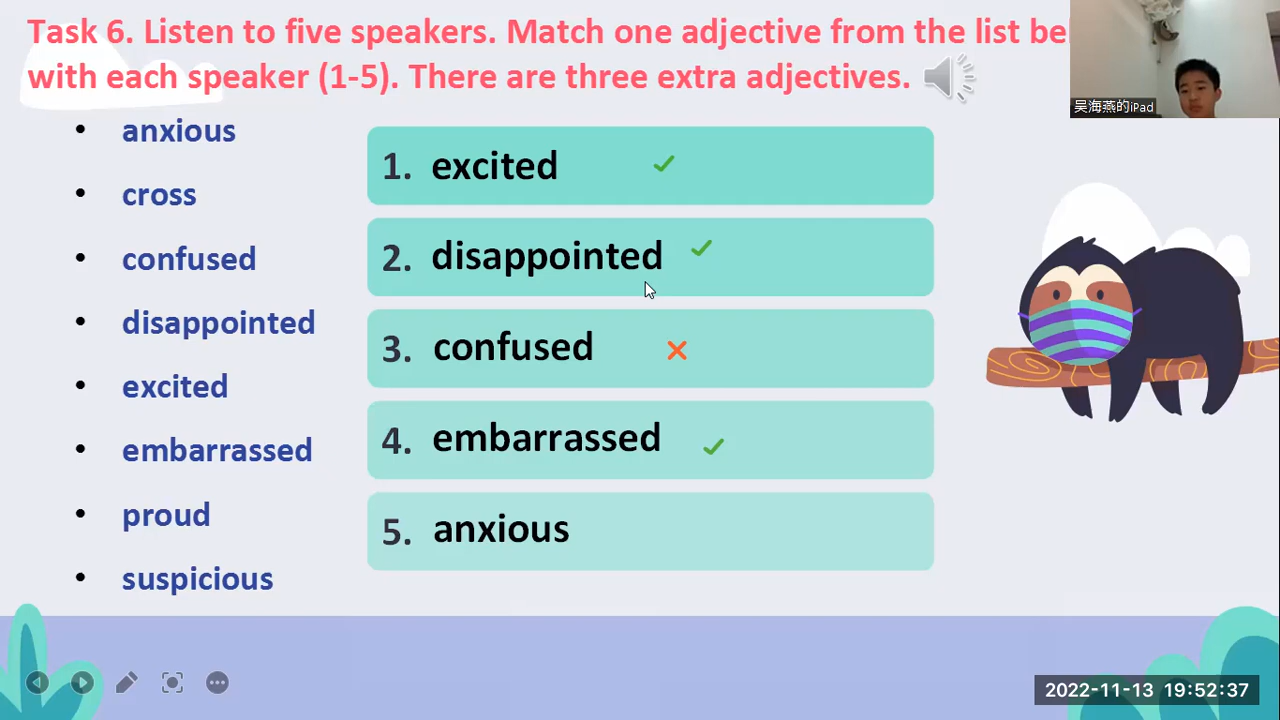 Task 6. Listen to five speakers. Match one adjective from the list be
with each speaker (1-5). There are three extra adjectives.
吴海燕的iPad
• anxious
• cross
• confused
• disappointed
• excited
• embarrassed
• proud
• suspicious
1. excited
2. disappointed
3. confused
4. embarrassed
5. anxious
2022-11-13 19:52:37